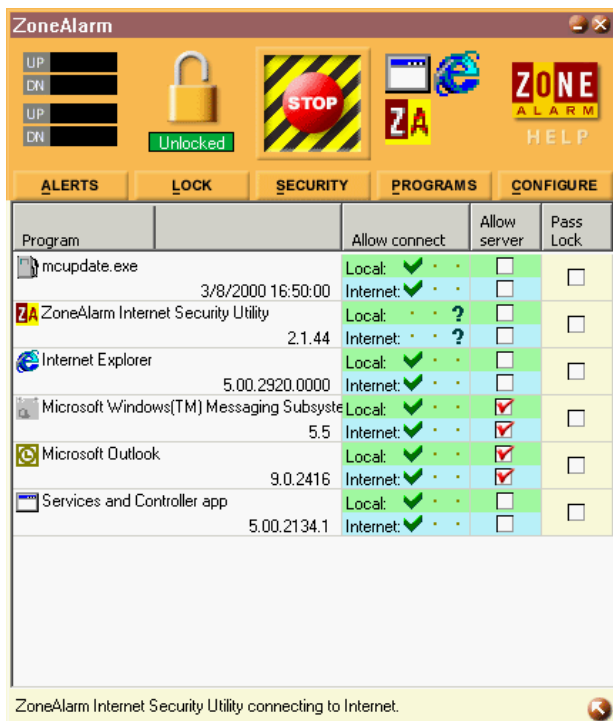 ZoneAlarm
UP
DN
UP
DN
Unlocked
STOP
ZA
ZONE
ALARM
HELP
ALERTS
LOCK
SECURITY
PROGRAMS
CONFIGURE
Program
Allow connect
Allow server
Pass Lock
mcupdate.exe
Local:
3/8/2000 16:50:00
Internet:
ZA ZoneAlarm Internet Security Utility
Local: ?
2.1.44
Internet: ?
Internet Explorer
Local:
5.00.2920.0000
Internet:
Microsoft Windows(TM) Messaging Subsyste
Local:
5.5
Internet:
Microsoft Outlook
Local:
9.0.2416
Internet:
Services and Controller app
Local:
5.00.2134.1
Internet:
ZoneAlarm Internet Security Utility connecting to Internet.